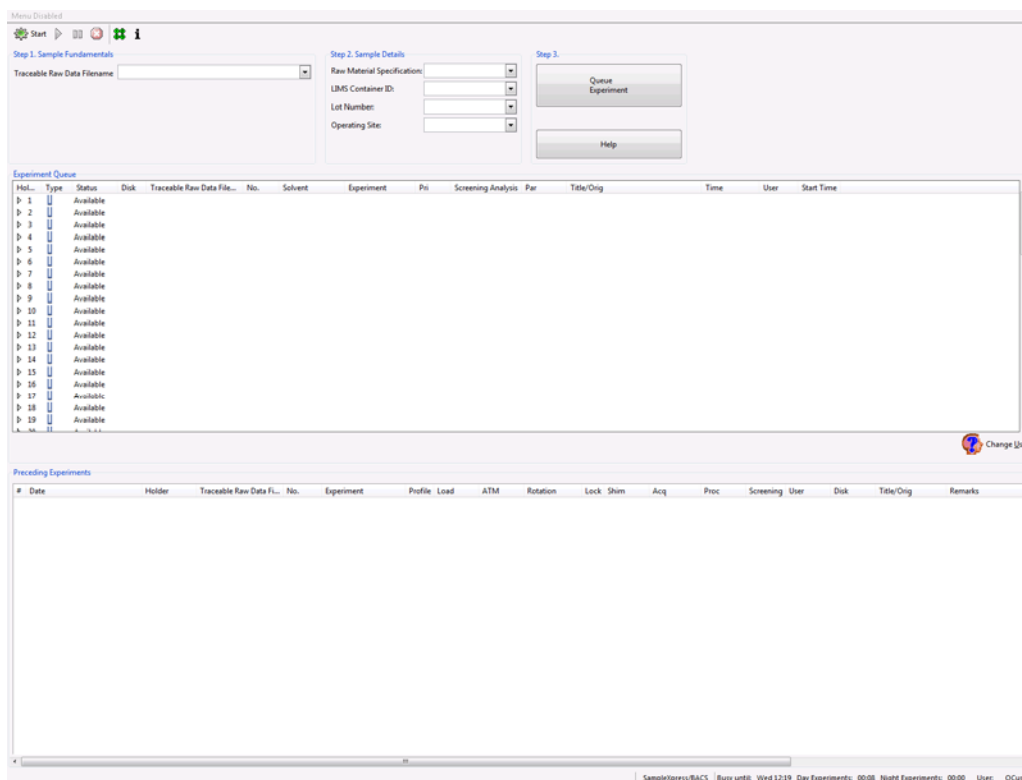 Menu Disabled
Start
Step 1. Sample Fundamentals
Step 2. Sample Details
Step 3.
Traceable Raw Data Filename
Raw Material Specification:
LIMS Container ID:
Lot Number:
Operating Site:
Queue
Experiment
Help
Experiment Queue
Hol... Type Status Disk Traceable Raw Data File... No. Solvent Experiment Pri Screening Analysis Par Title/Orig Time User Start Time
1 Available
2 Available
3 Available
4 Available
5 Available
6 Available
7 Available
8 Available
9 Available
10 Available
11 Available
12 Available
13 Available
14 Available
15 Available
16 Available
17 Available
18 Available
19 Available
Change Us
Preceding Experiments
# Date Holder Traceable Raw Data Fi... No. Experiment Profile Load ATM Rotation Lock Shim Acq Proc Screening User Disk Title/Orig Remarks
SampleXpress/BACS Busy until: Wed 12:19 Day Experiments: 00:08 Night Experiments: 00:00 User: